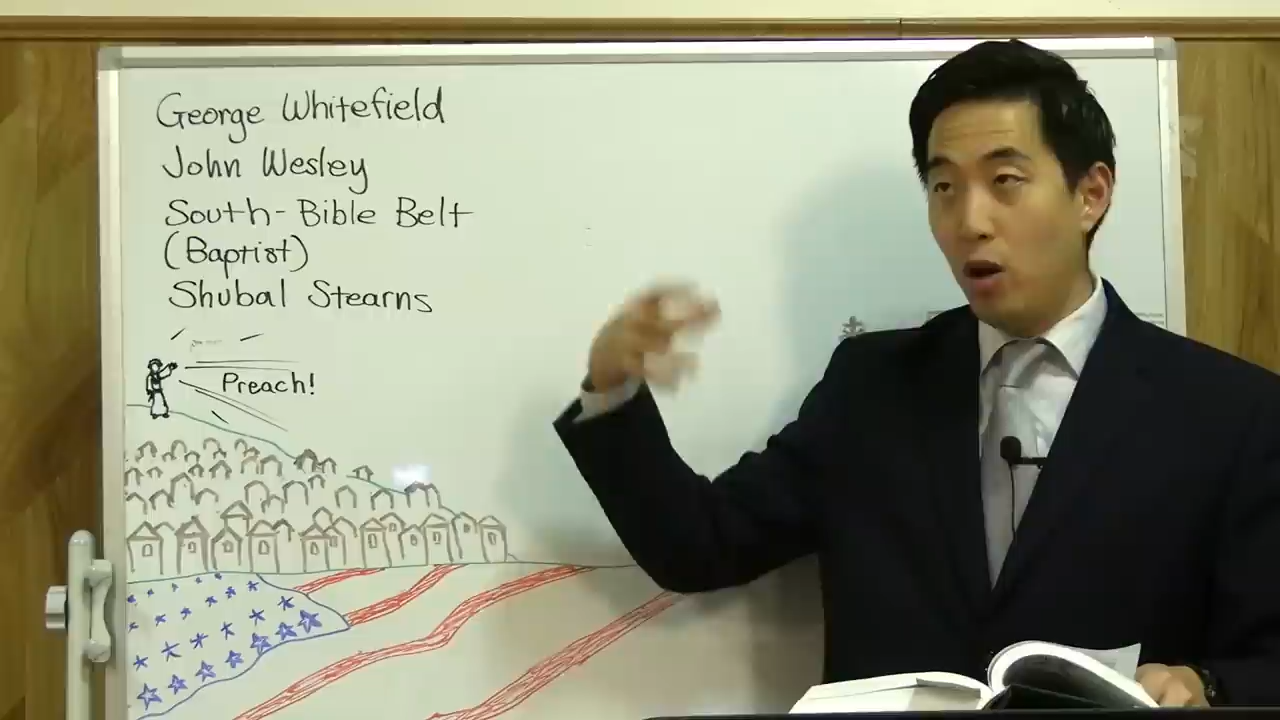 George Whitefield
John Wesley
South-Bible Belt
(Baptist)
Shubal Stearns
Preach!